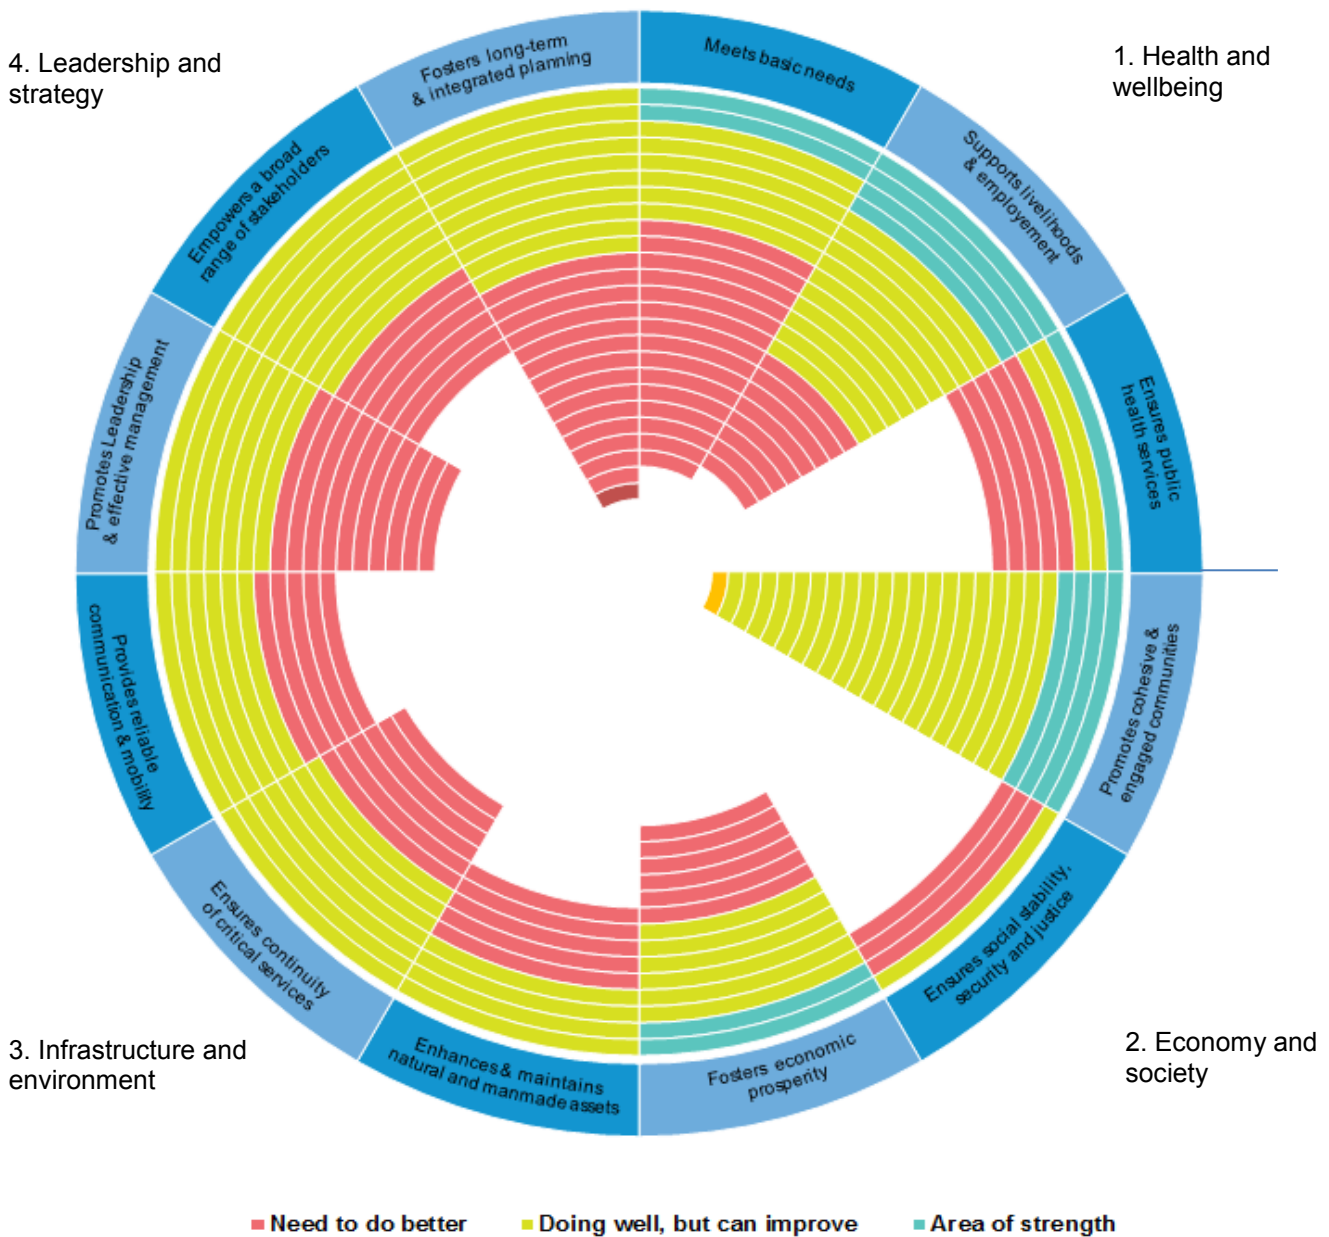 4. Leadership and
strategy
1. Health and
wellbeing
Fosters long-term
& integrated planning
Meets basic needs
Supports livelihoods
& employement
Ensures public
health services
Promotes cohesive &
engaged communities
Ensures social stability,
security and justice
Fosters economic
prosperity
Enhances & maintains
natural and manmade assets
Ensures continuity
of critical services
Provides reliable
communication & mobility
Promotes Leadership
& effective management
Empowers a broad
range of stakeholders
3. Infrastructure and
environment
2. Economy and
society
Need to do better
Doing well, but can improve
Area of strength